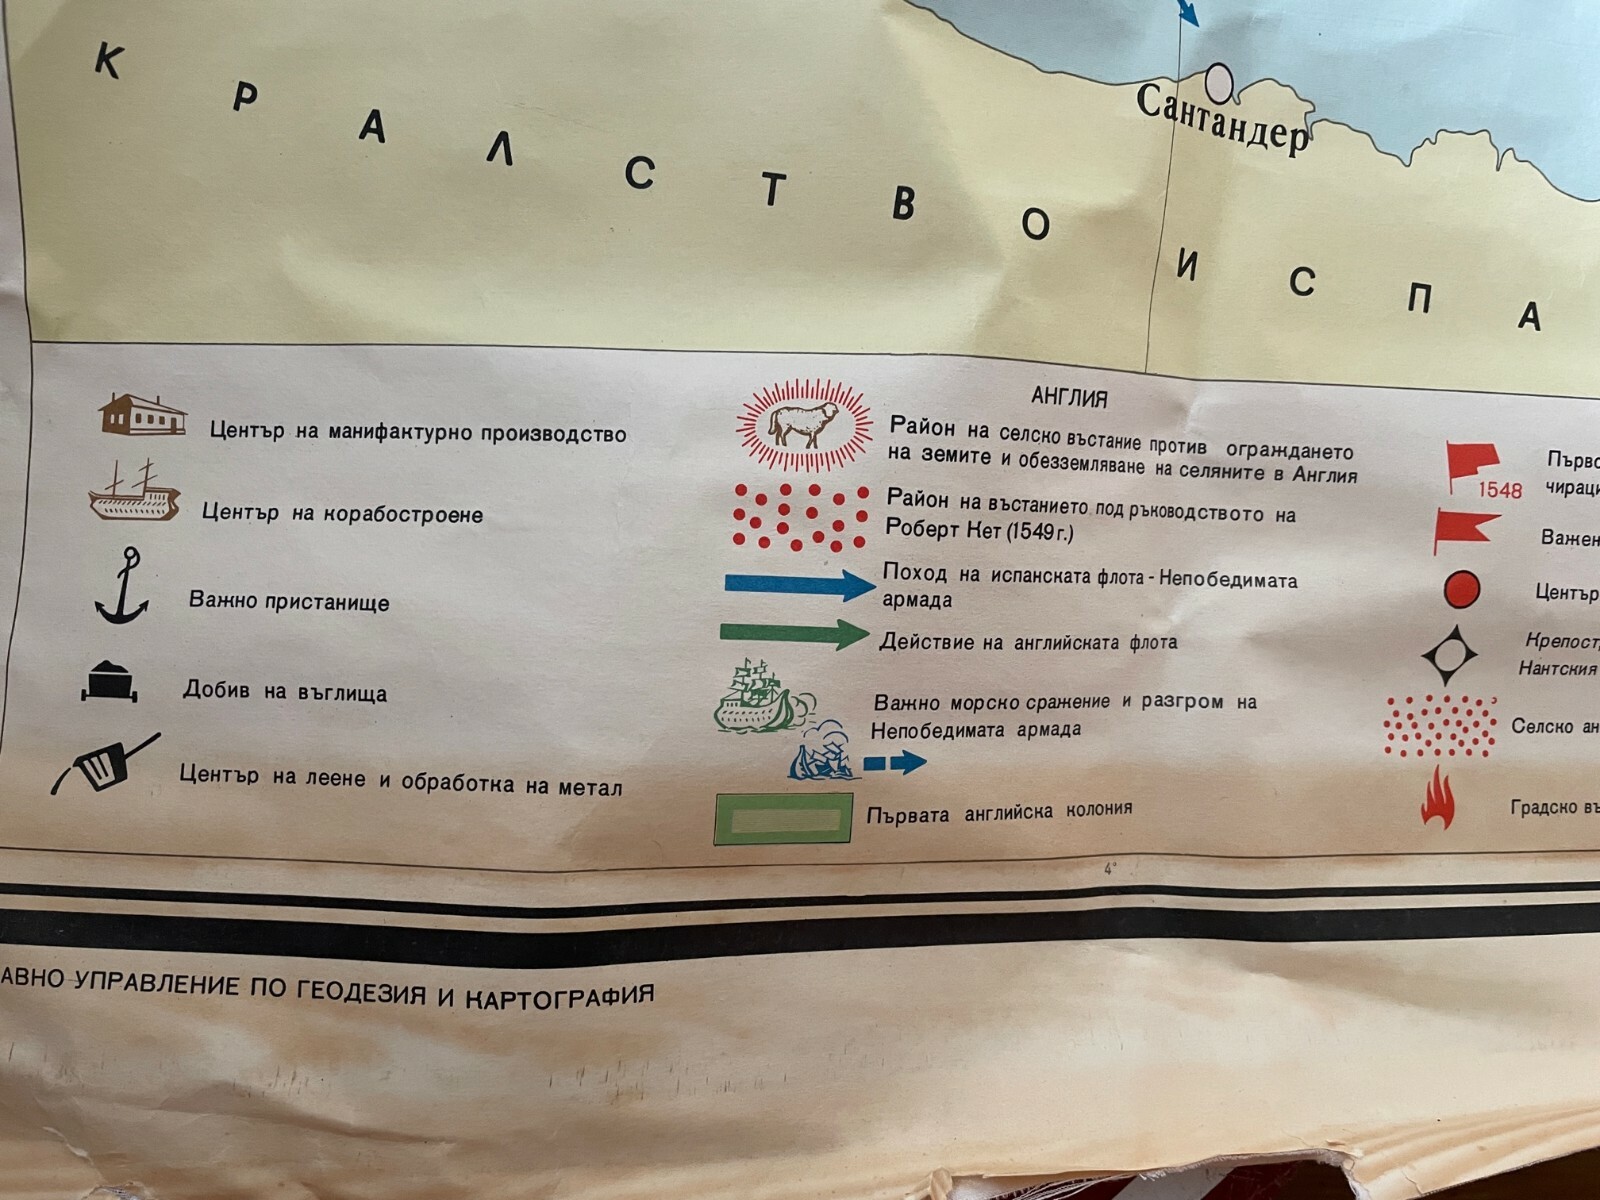 КРАЛСТВО ИСПА
Сантандер
Център на манифактурно производство
Център на корабостроене
Важно пристанище
Добив на въглища
Център на леене и обработка на метал
АНГЛИЯ
Район на селско въстание против ограждането
на земите и обезземляване на селяните в Англия
Район на въстанието под ръководството на
Роберт Кет (1549 г.)
Поход на испанската флота - Непобедимата
армада
Действие на английската флота
Важно морско сражение и разгром на
Непобедимата армада
Първата английска колония
1548
Първо
чираци
Важен
Център
Крепост
Нантския
Селско ан
Градско въ
4°
АВНО УПРАВЛЕНИЕ ПО ГЕОДЕЗИЯ И КАРТОГРАФИЯ